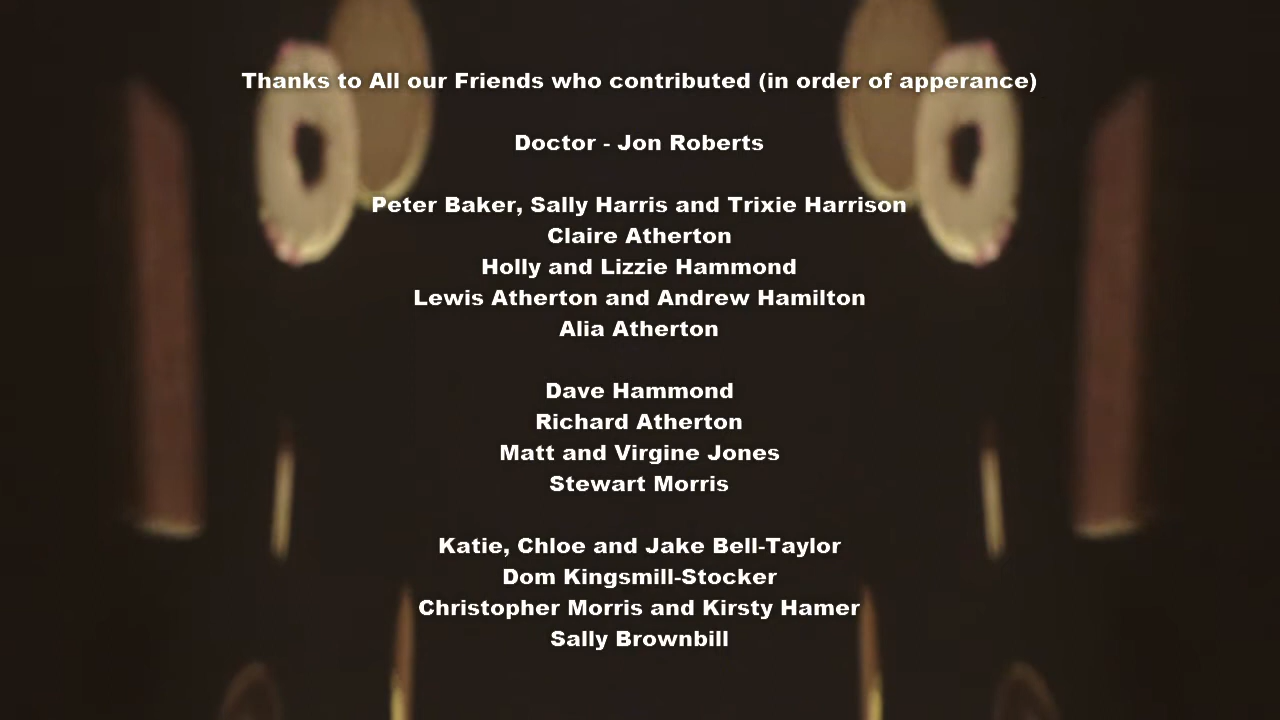 Thanks to All our Friends who contributed (in order of apperance)
Doctor - Jon Roberts
Peter Baker, Sally Harris and Trixie Harrison
Claire Atherton
Holly and Lizzie Hammond
Lewis Atherton and Andrew Hamilton
Alia Atherton
Dave Hammond
Richard Atherton
Matt and Virgine Jones
Stewart Morris
Katie, Chloe and Jake Bell-Taylor
Dom Kingsmill-Stocker
Christopher Morris and Kirsty Hamer
Sally Brownbill